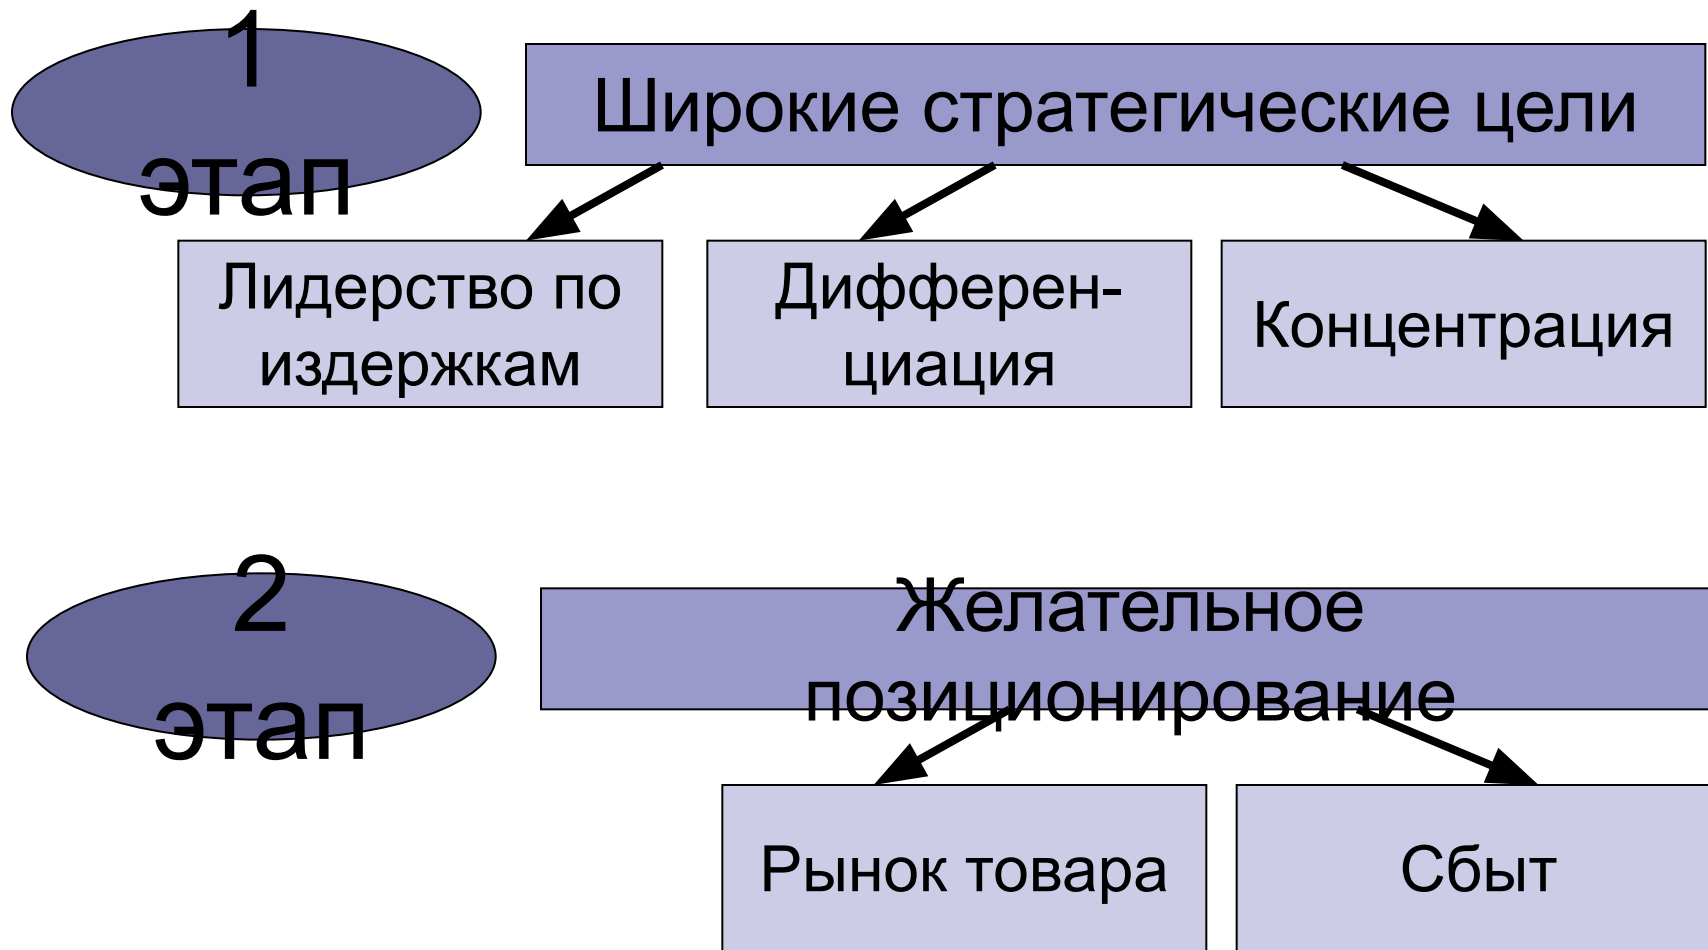 1
этап
Широкие стратегические цели
Лидерство по
издержкам
Дифферен-
циация
Концентрация
2
этап
Желательное
позиционирование
Рынок товара
Сбыт